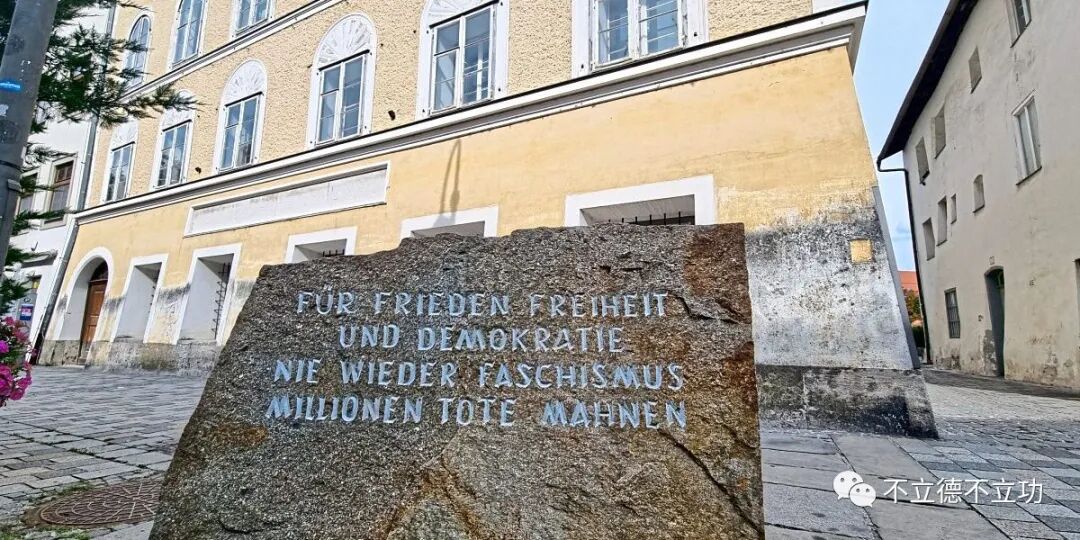 FÜR FRIEDEN FREIHEIT
UND DEMOKRATIE
NIE WIEDER FASCHISMUS
MILLIONEN TOTE MAHNEN
不立德不立功